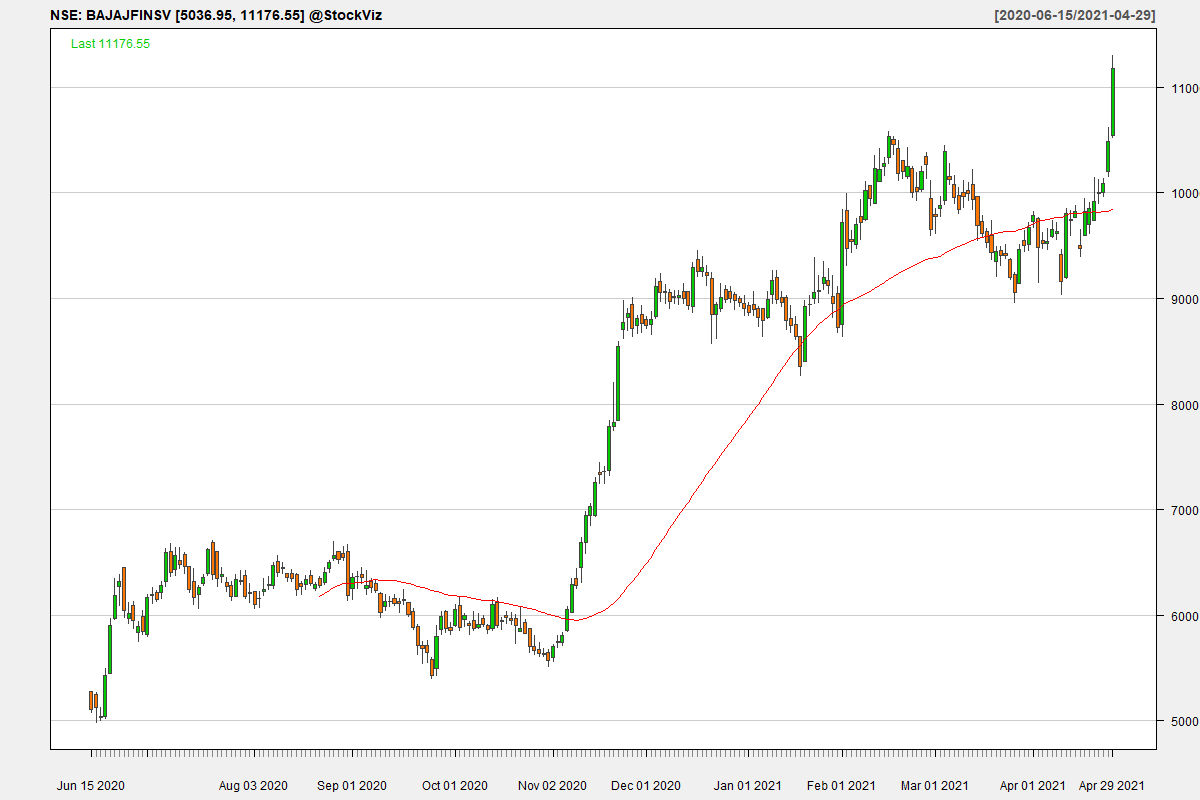 NSE: BAJAJFINSV [5036.95, 11176.55] @StockViz
[2020-06-15/2021-04-29]
Last 11176.55
1100
1000
9000
8000
7000
6000
5000
Jun 15 2020
Aug 03 2020
Sep 01 2020
Oct 01 2020
Nov 02 2020
Dec 01 2020
Jan 01 2021
Feb 01 2021
Mar 01 2021
Apr 01 2021
Apr 29 2021